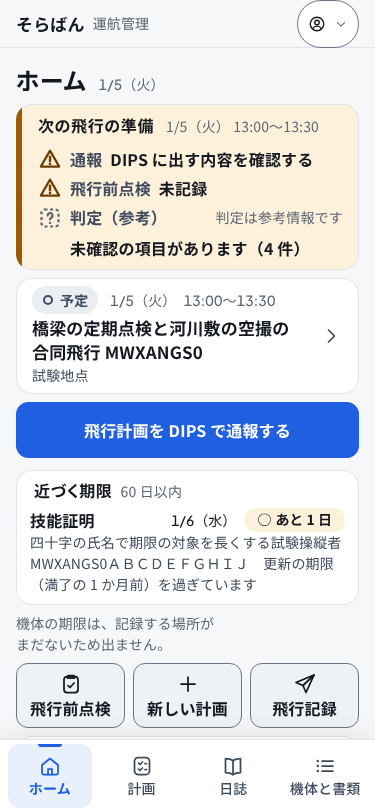 そらばん 運航管理
ホーム 1/5（火）
次の飛行の準備 1/5（火） 13:00〜13:30
通報 DIPS に出す内容を確認する
飛行前点検 未記録
判定（参考） 判定は参考情報です
未確認の項目があります（4 件）
予定 1/5（火） 13:00〜13:30
橋梁の定期点検と河川敷の空撮の
合同飛行 MWXANGS0
試験地点
飛行計画を DIPS で通報する
近づく期限 60 日以内
技能証明 1/6（水） あと 1 日
四十字の氏名で期限の対象を長くする試験操縦者
MWXANGS0ＡＢＣＤＥＦＧＨＩＪ 更新の期限
（満了の 1 か月前）を過ぎています
機体の期限は、記録する場所が
まだないため出ません。
飛行前点検 新しい計画 飛行記録
ホーム 計画 日誌 機体と書類